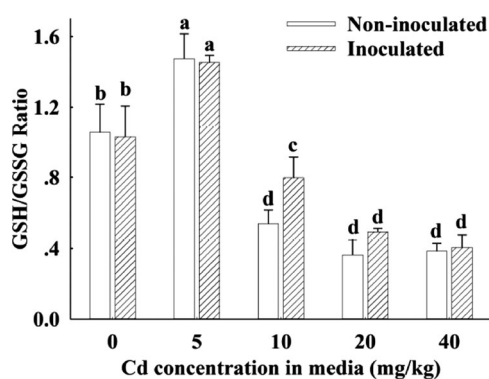 1.6
1.2
.8
.4
0.0
GSH/GSSG Ratio
Non-inoculated
Inoculated
b b a a d c d d d d
0 5 10 20 40
Cd concentration in media (mg/kg)